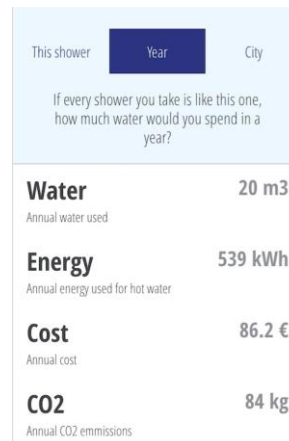 This shower Year City
If every shower you take is like this one,
how much water would you spend in a
year?
Water 20 m3
Annual water used
Energy 539 kWh
Annual energy used for hot water
Cost 86.2 €
Annual cost
CO2 84 kg
Annual CO2 emmissions